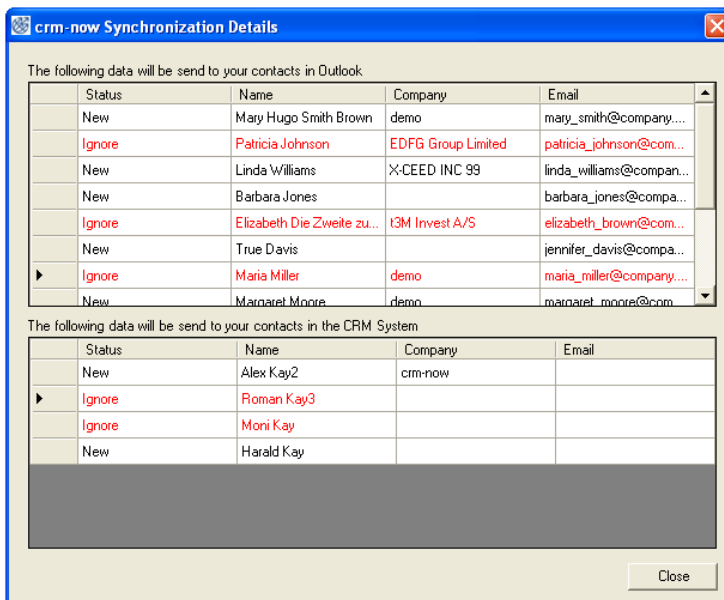 crm-now Synchronization Details
The following data will be send to your contacts in Outlook
Status Name Company Email
New Mary Hugo Smith Brown demo mary_smith@company....
Ignore Patricia Johnson EDFG Group Limited patricia_johnson@com...
New Linda Williams X-CEED INC 99 linda_williams@compan...
New Barbara Jones barbara_jones@compa...
Ignore Elizabeth Die Zweite zu... t3M Invest A/S elizabeth_brown@com...
New True Davis jennifer_davis@compa...
Ignore Maria Miller demo maria_miller@company....
New Margaret Moore demo margaret_moore@com
The following data will be send to your contacts in the CRM System
Status Name Company Email
New Alex Kay2 crm-now
Ignore Roman Kay3
Ignore Moni Kay
New Harald Kay
Close